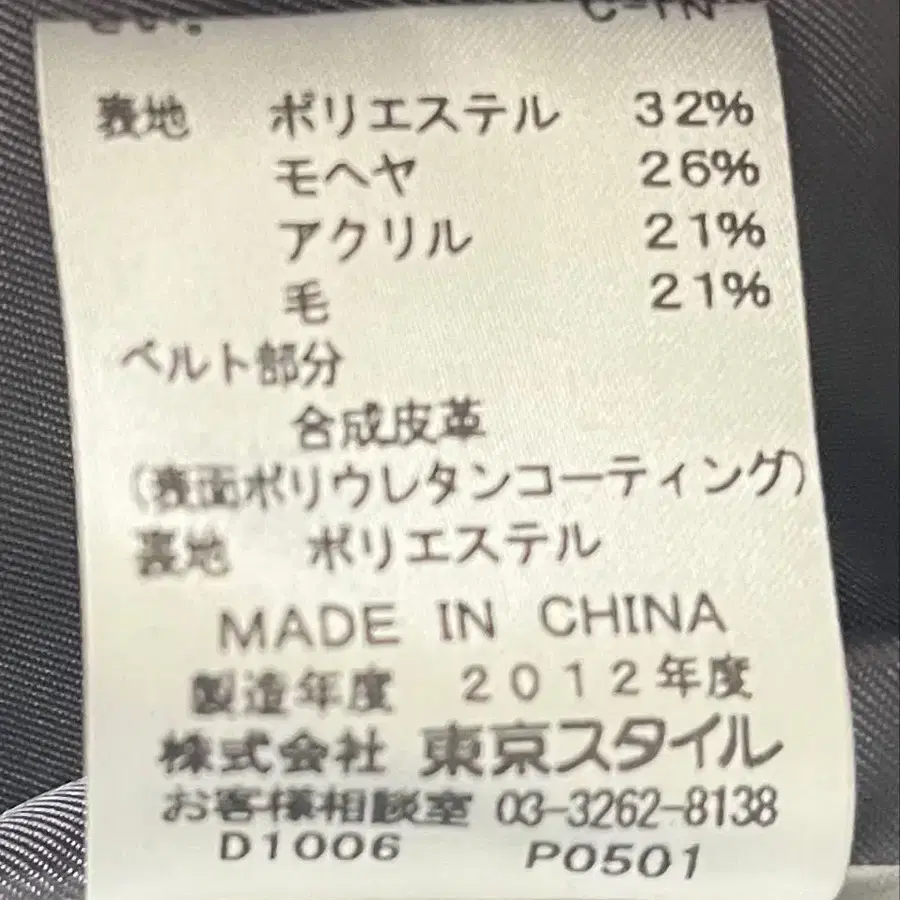 さい。 C-TN
表地 ポリエステル 32%
モヘヤ 26%
アクリル 21%
毛 21%
ベルト部分
合成皮革
(表面ポリウレタンコーティング)
裏地 ポリエステル
MADE IN CHINA
製造年度 2012年度
株式会社 東京スタイル
お客様相談室 03-3262-8138
D1006 P0501